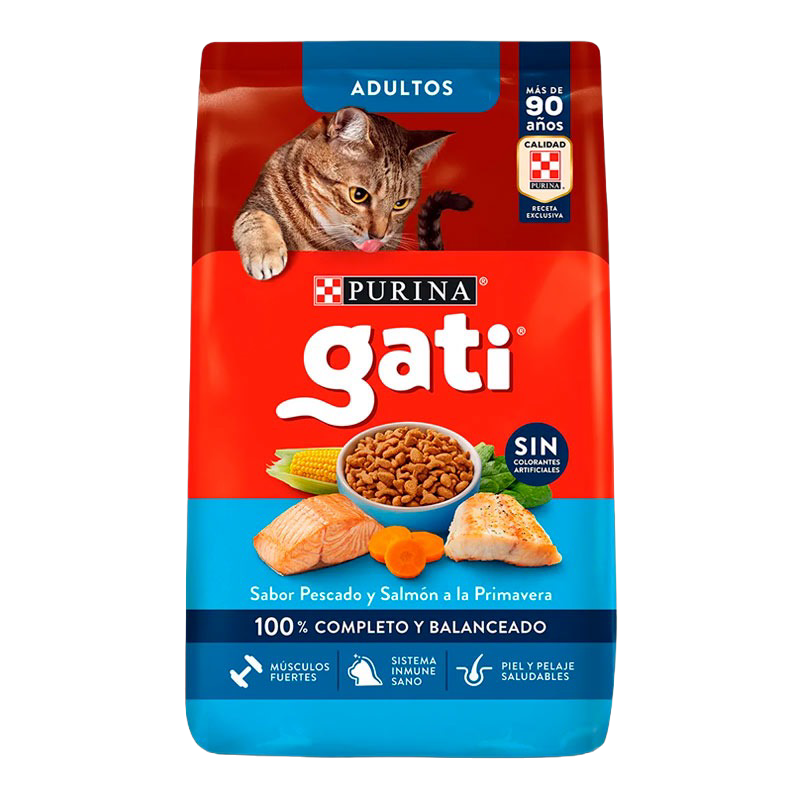 ADULTOS
MÁS DE
90
años
CALIDAD
PURINA
RECETA
EXCLUSIVA
PURINA®
gati®
SIN
COLORANTES
ARTIFICIALES
Sabor Pescado y Salmón a la Primavera
100% COMPLETO Y BALANCEADO
MÚSCULOS
FUERTES
SISTEMA
INMUNE
SANO
PIEL Y PELAJE
SALUDABLES